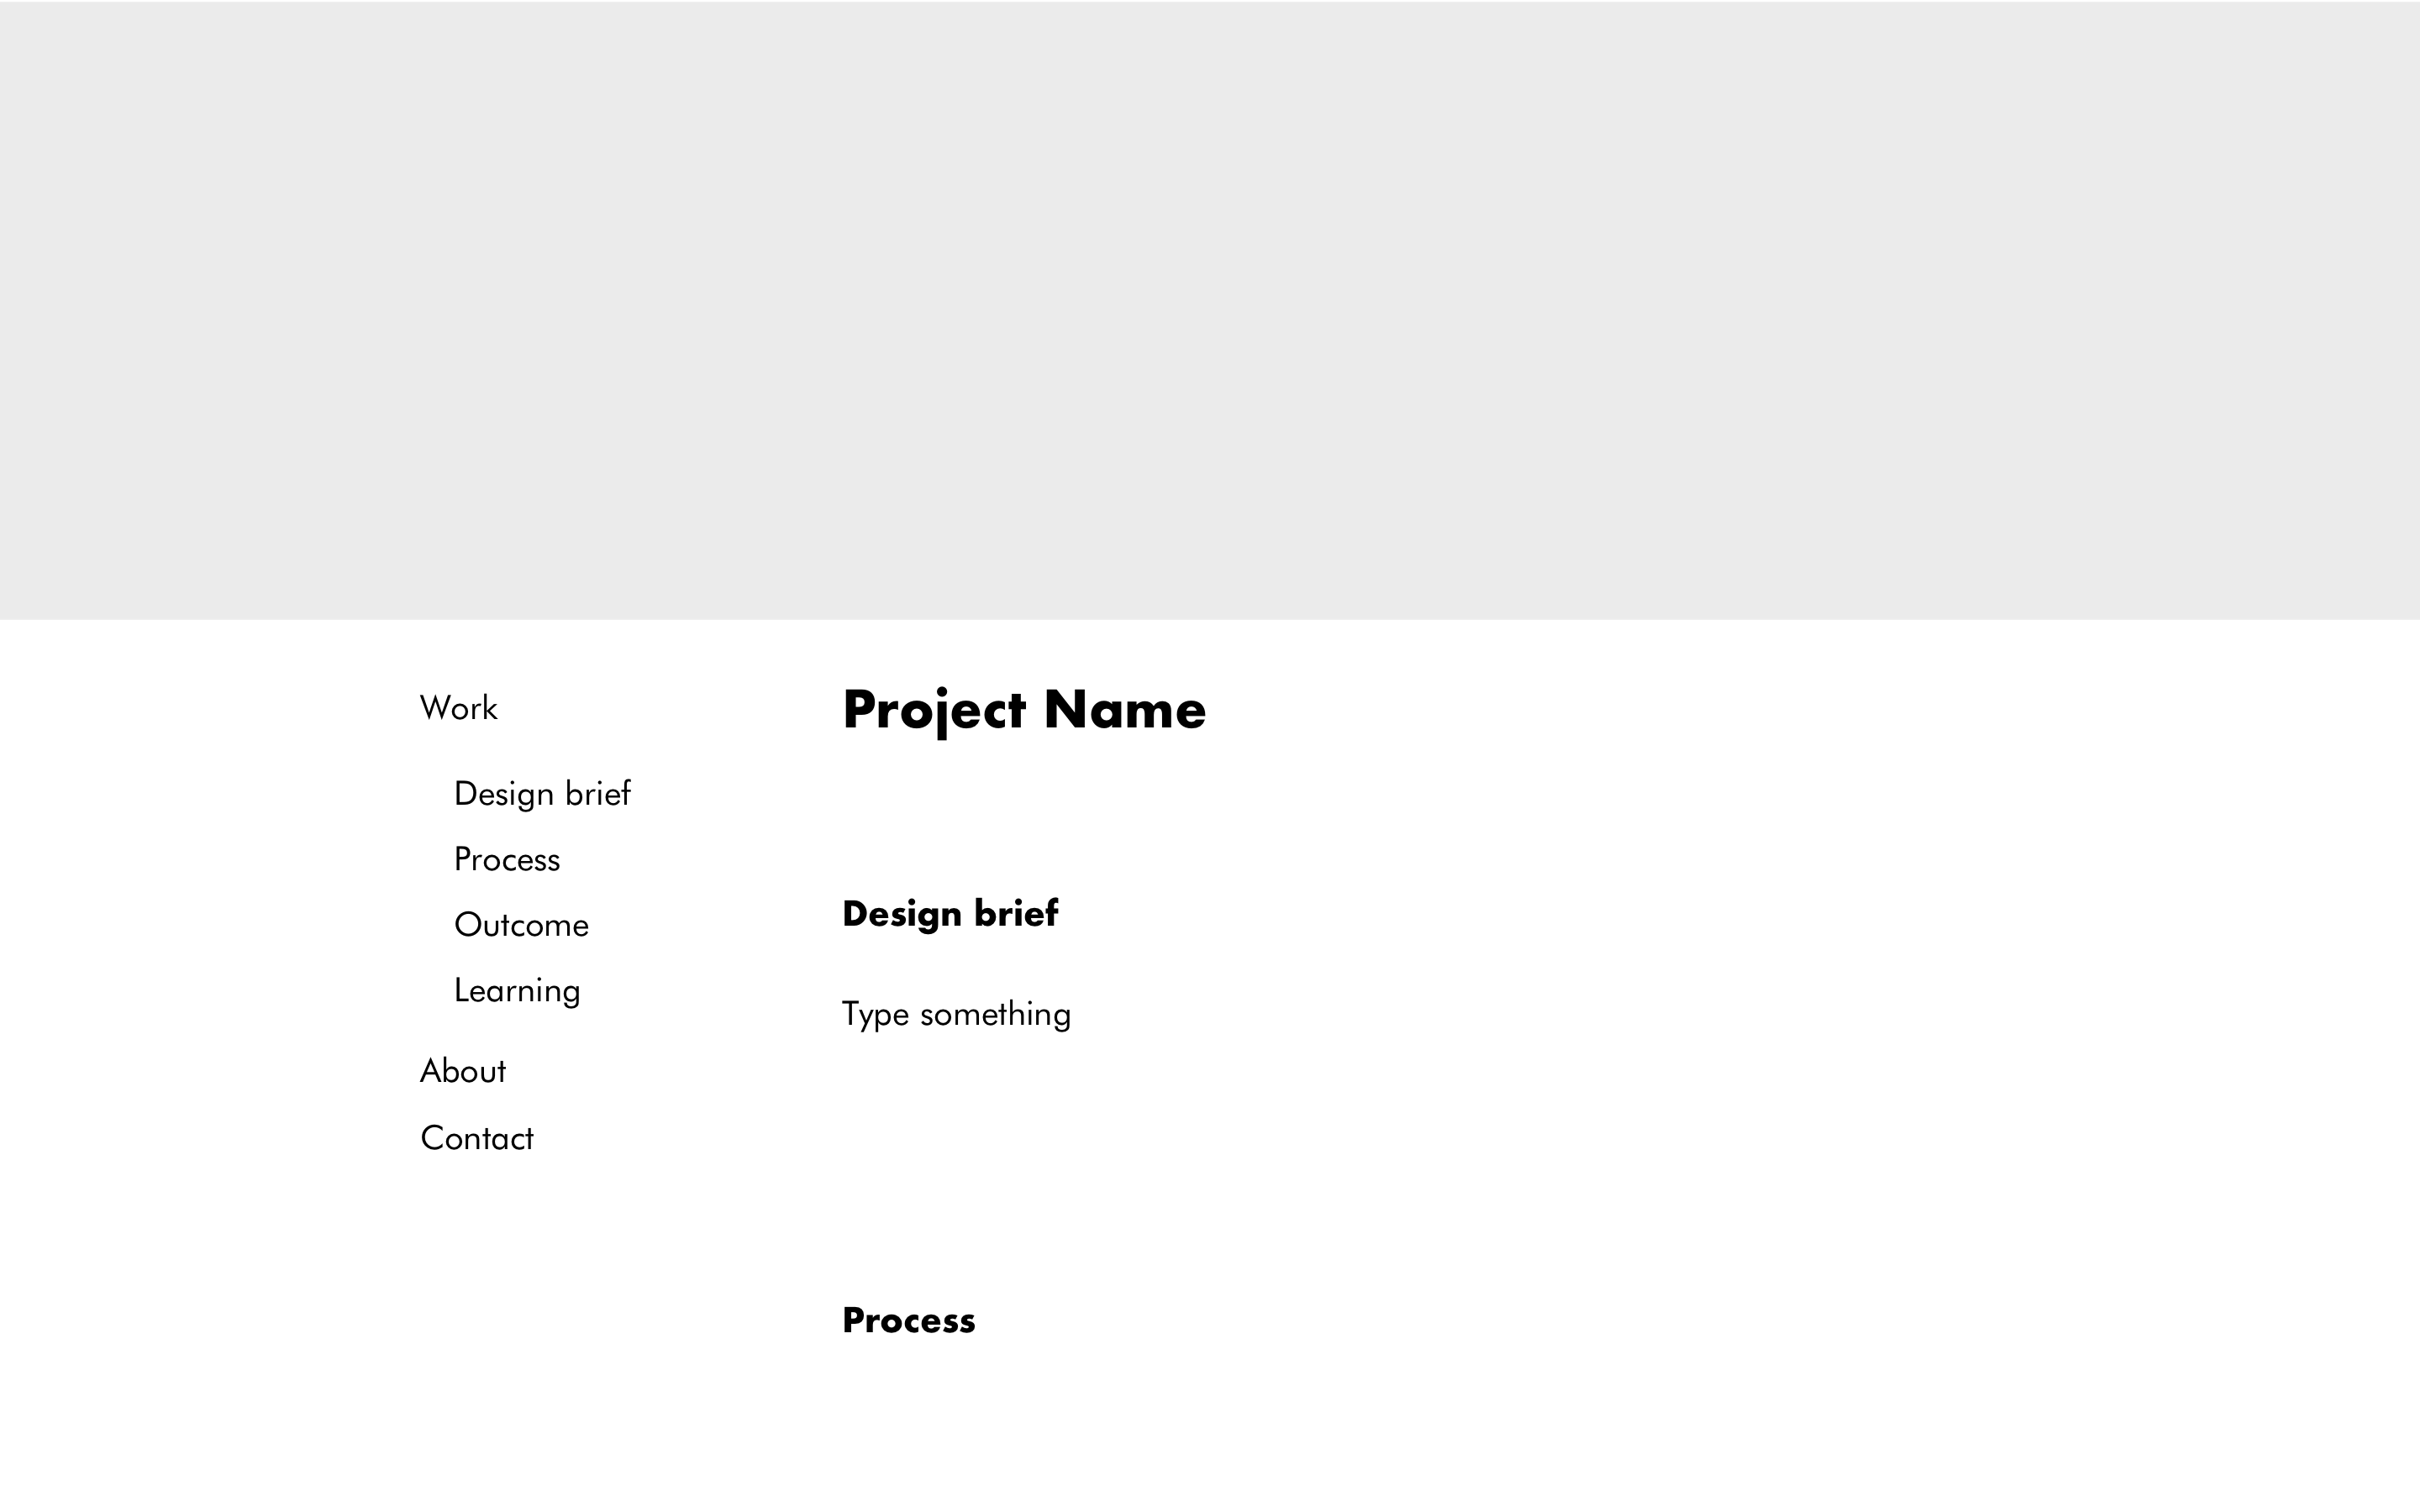 Work
Design brief
Process
Outcome
Learning
About
Contact
Project Name
Design brief
Type something
Process